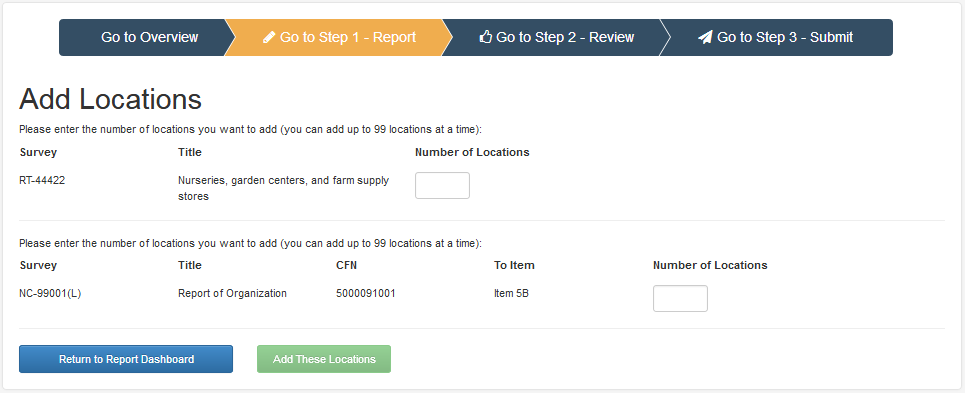 Go to Overview Go to Step 1 - Report Go to Step 2 - Review Go to Step 3 - Submit
Add Locations
Please enter the number of locations you want to add (you can add up to 99 locations at a time):
Survey Title Number of Locations
RT-44422 Nurseries, garden centers, and farm supply
stores
Please enter the number of locations you want to add (you can add up to 99 locations at a time):
Survey Title CFN To Item Number of Locations
NC-99001(L) Report of Organization 5000091001 Item 5B
Return to Report Dashboard Add These Locations